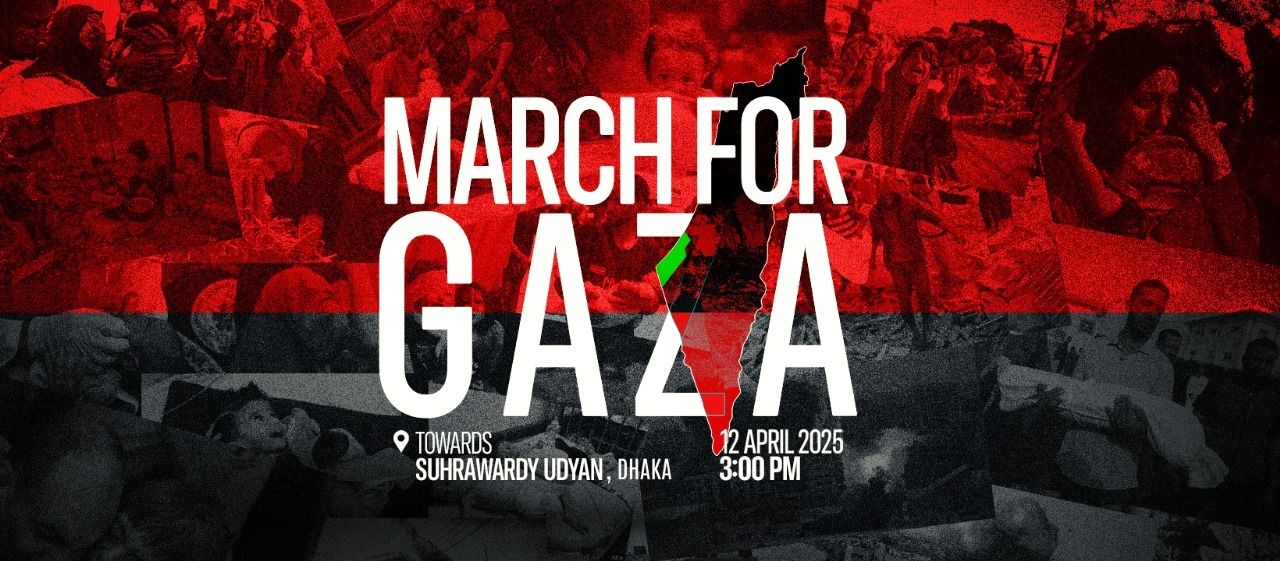 MARCH FOR
GAZA
TOWARDS
SUHRAWARDY UDYAN, DHAKA
12 APRIL 2025
3:00 PM